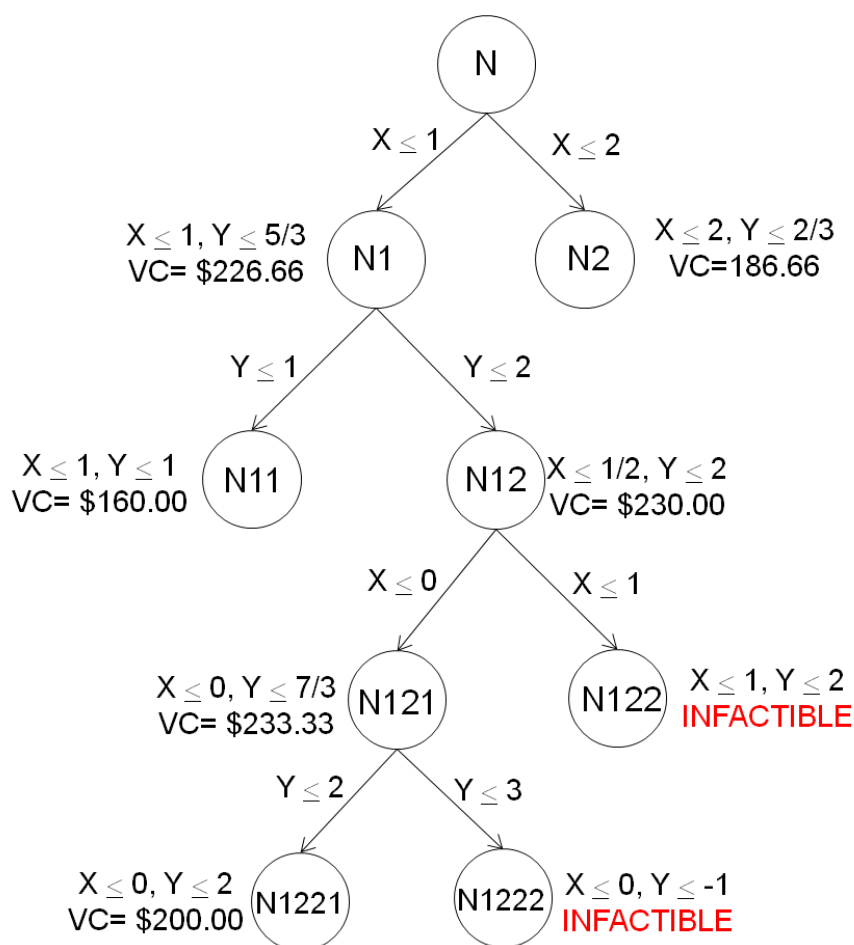 N
X ≤ 1
X ≤ 2
X ≤ 1, Y ≤ 5/3
VC= $226.66
N1
N2
X ≤ 2, Y ≤ 2/3
VC=186.66
Y ≤ 1
Y ≤ 2
X ≤ 1, Y ≤ 1
VC= $160.00
N11
N12
X ≤ 1/2, Y ≤ 2
VC= $230.00
X ≤ 0
X ≤ 1
X ≤ 0, Y ≤ 7/3
VC= $233.33
N121
N122
X ≤ 1, Y ≤ 2
INFACTIBLE
Y ≤ 2
Y ≤ 3
X ≤ 0, Y ≤ 2
VC= $200.00
N1221
N1222
X ≤ 0, Y ≤ -1
INFACTIBLE